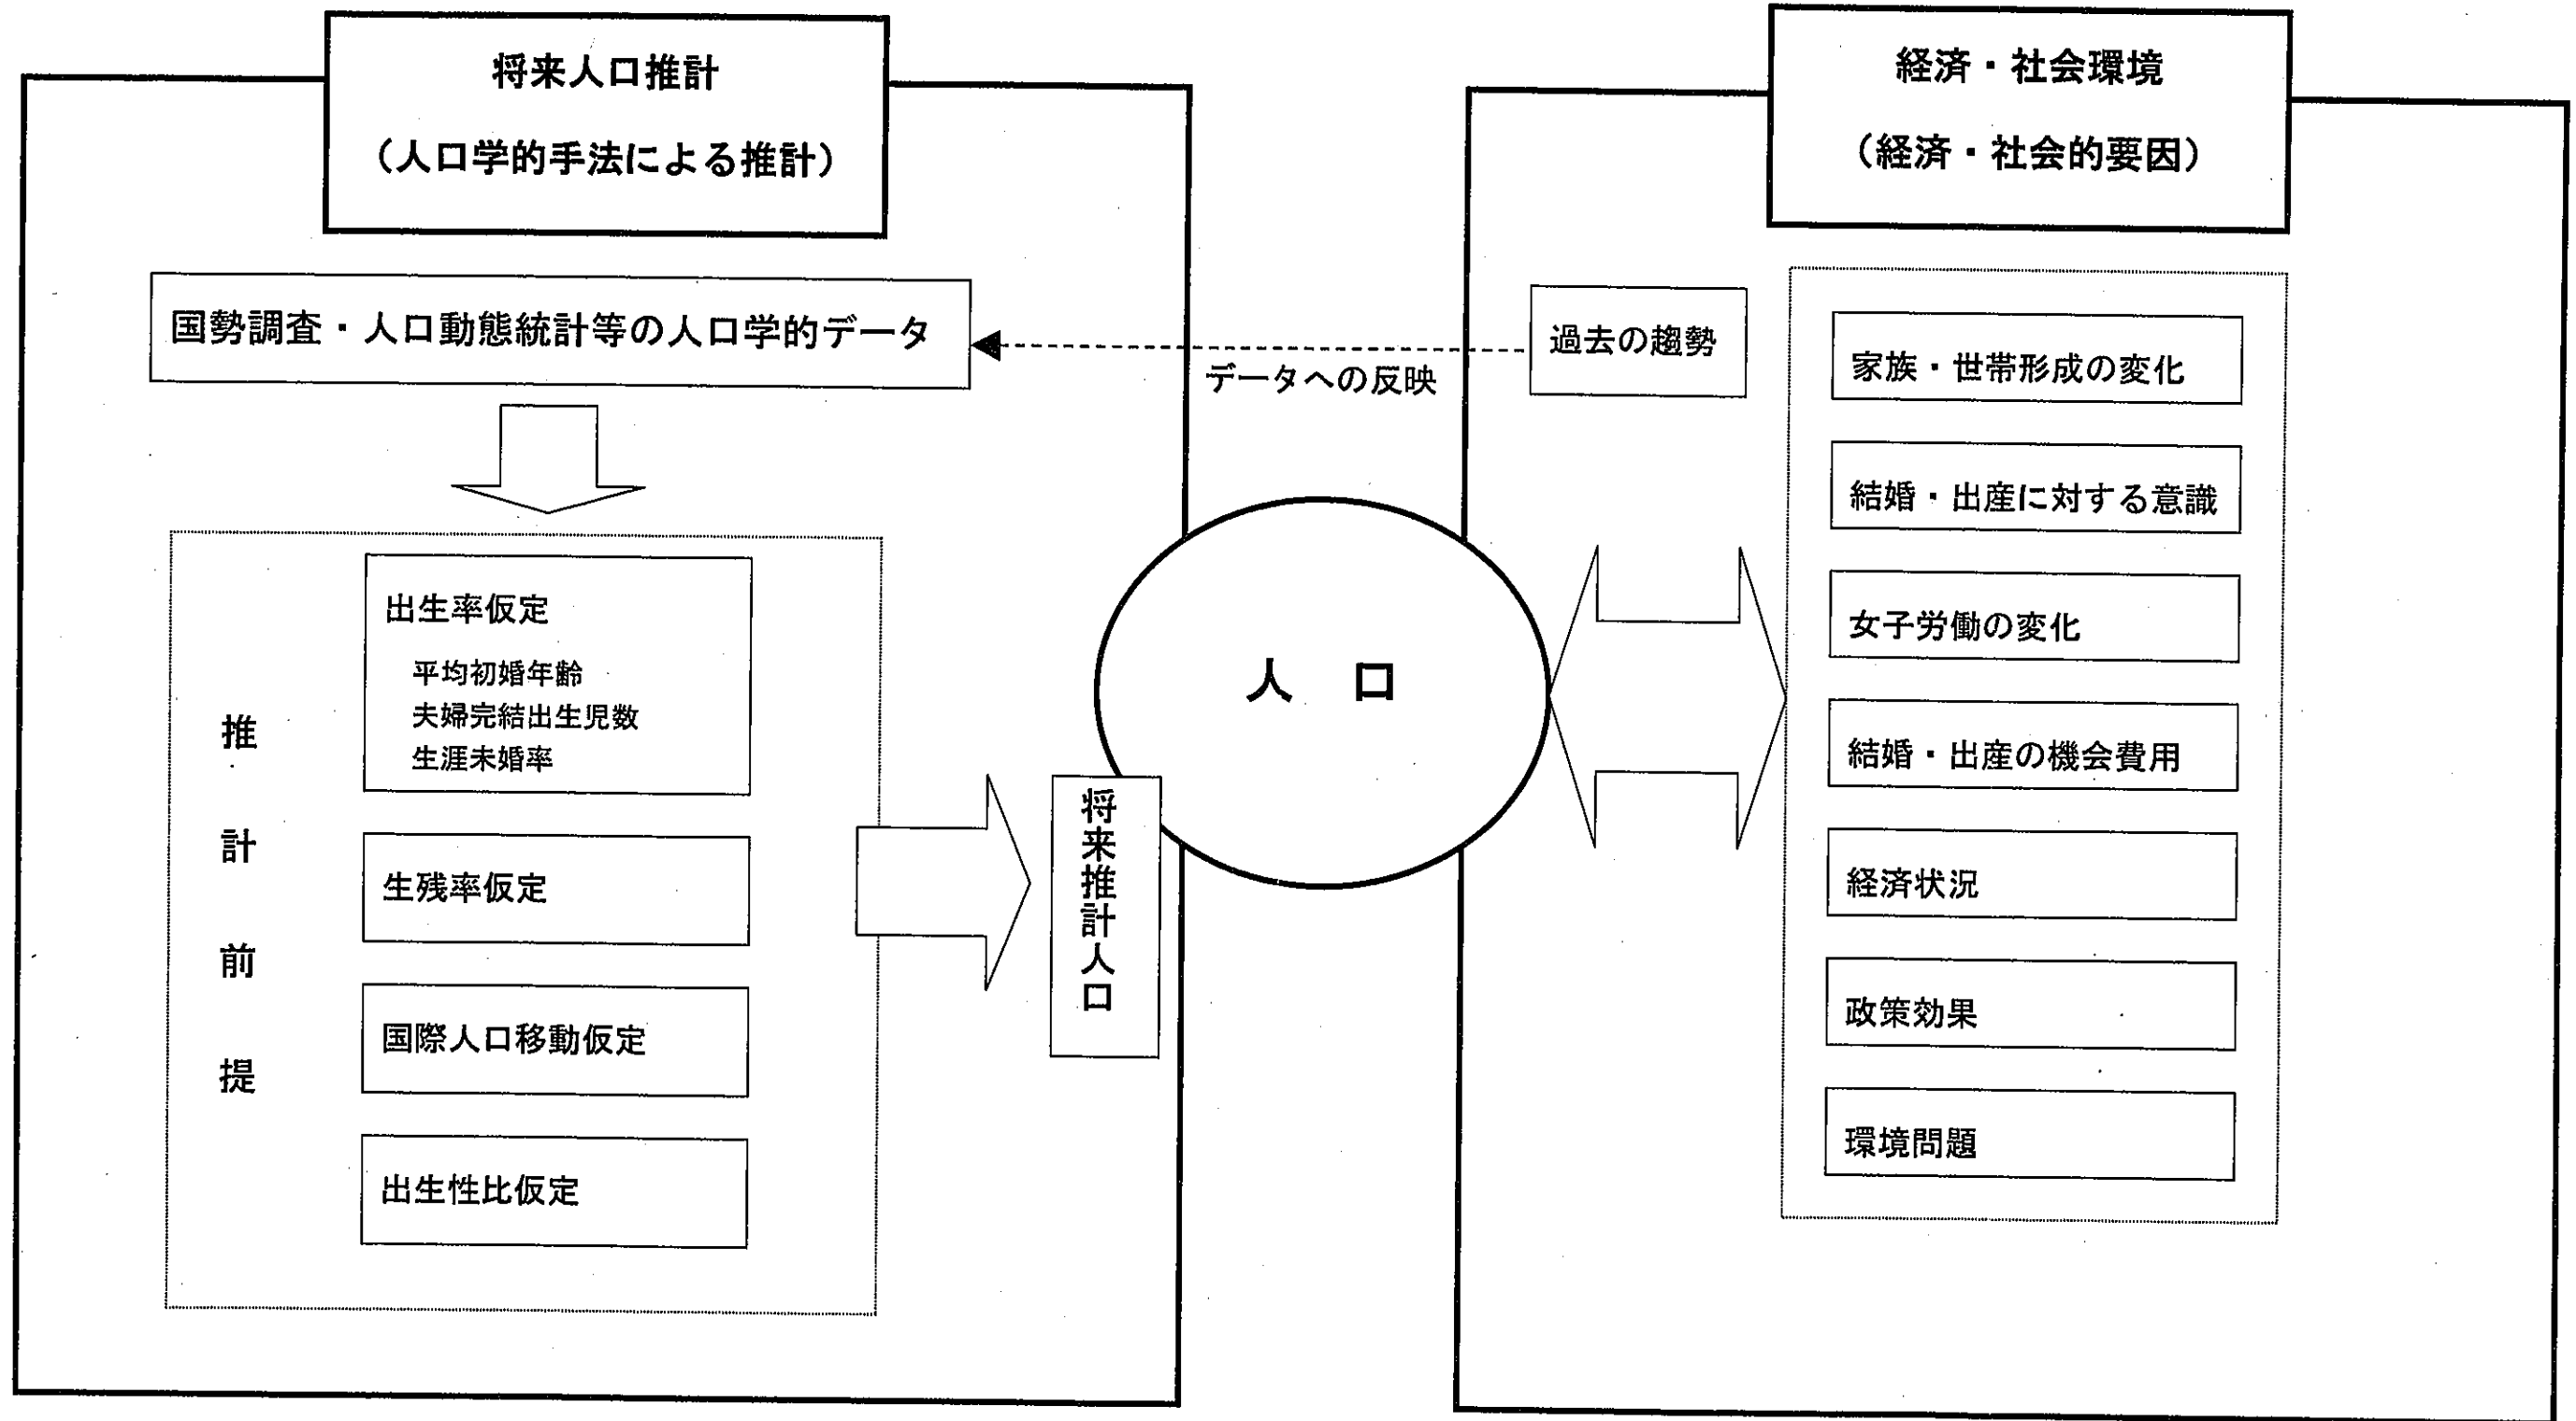 将来人口推計
（人口学的手法による推計）
国勢調査・人口動態統計等の人口学的データ
推計前提
出生率仮定
平均初婚年齢
夫婦完結出生児数
生涯未婚率
生残率仮定
国際人口移動仮定
出生性比仮定
将来推計人口
人　口
データへの反映
経済・社会環境
（経済・社会的要因）
過去の趨勢
家族・世帯形成の変化
結婚・出産に対する意識
女子労働の変化
結婚・出産の機会費用
経済状況
政策効果
環境問題